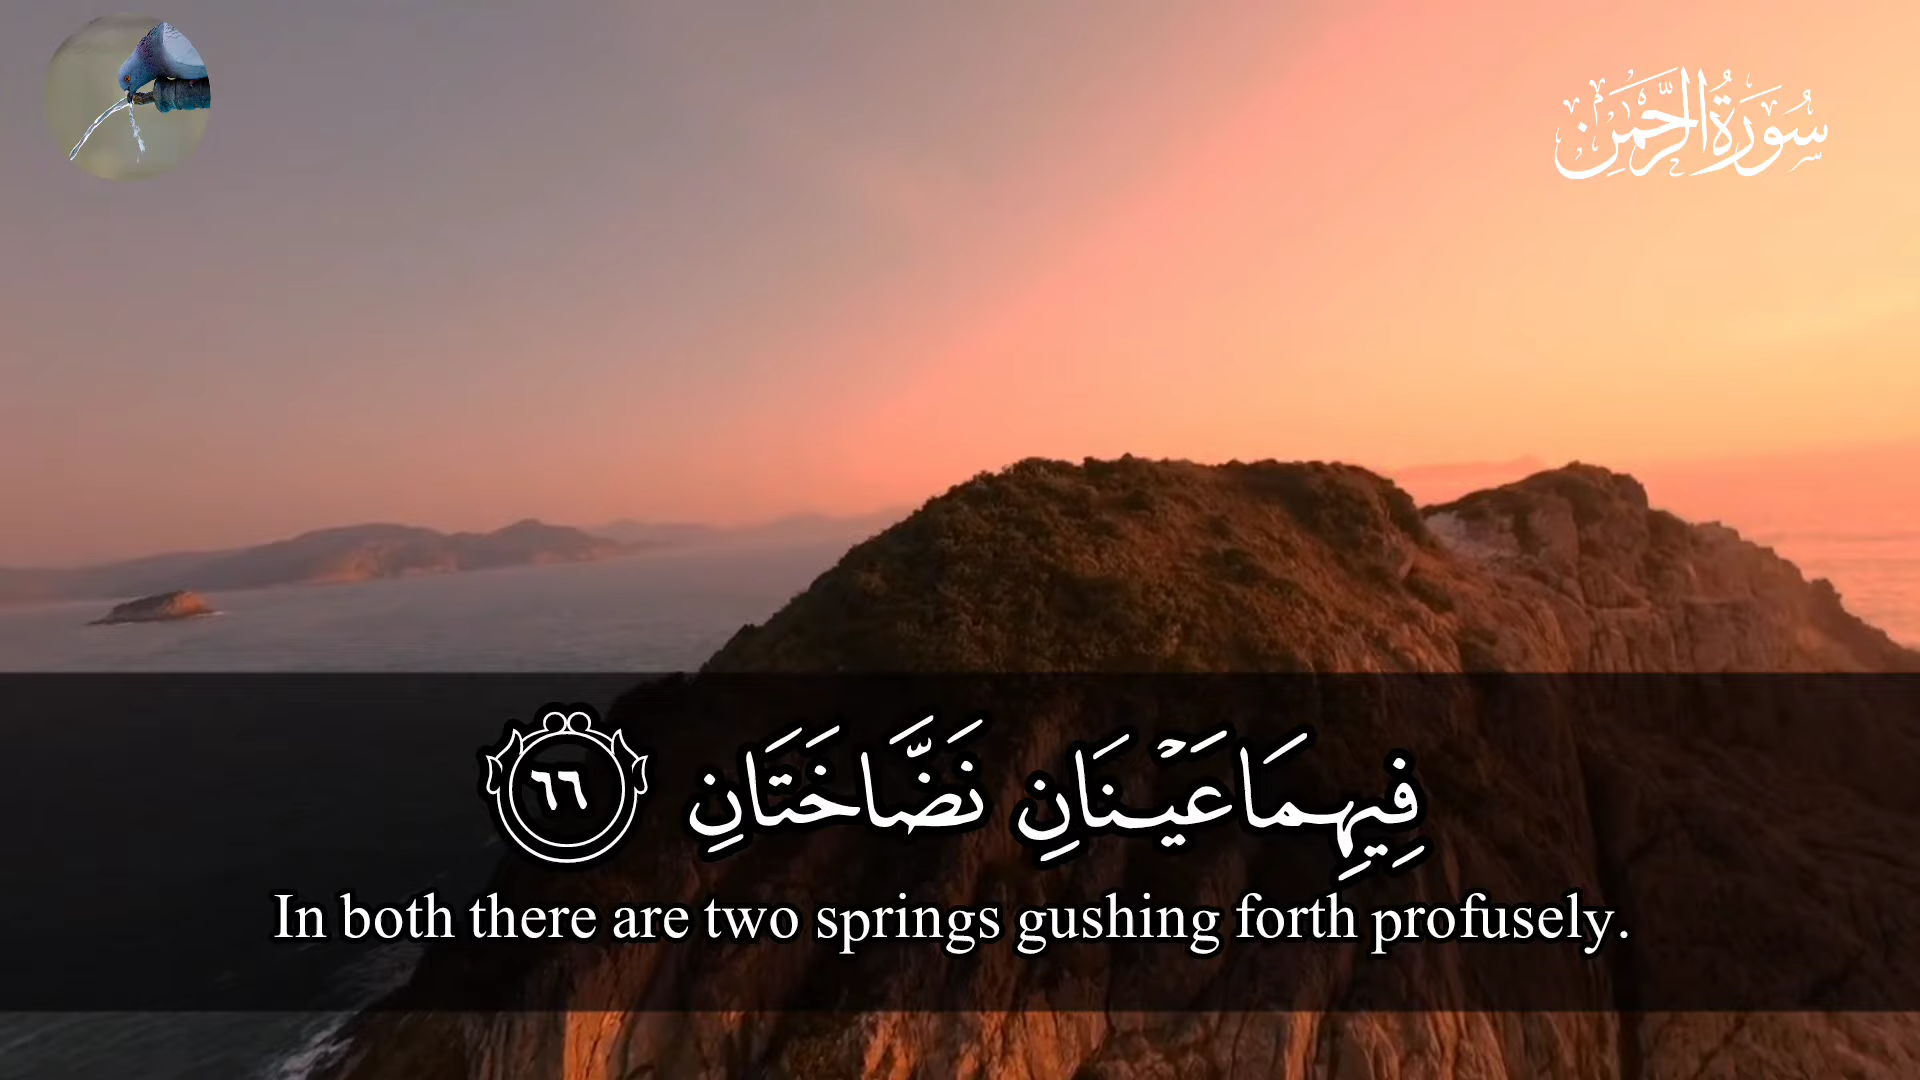 سُورَةُ الرَّحْمَٰن
فِيهِمَا عَيْنَانِ نَضَّاخَتَانِ ٦٦
In both there are two springs gushing forth profusely.